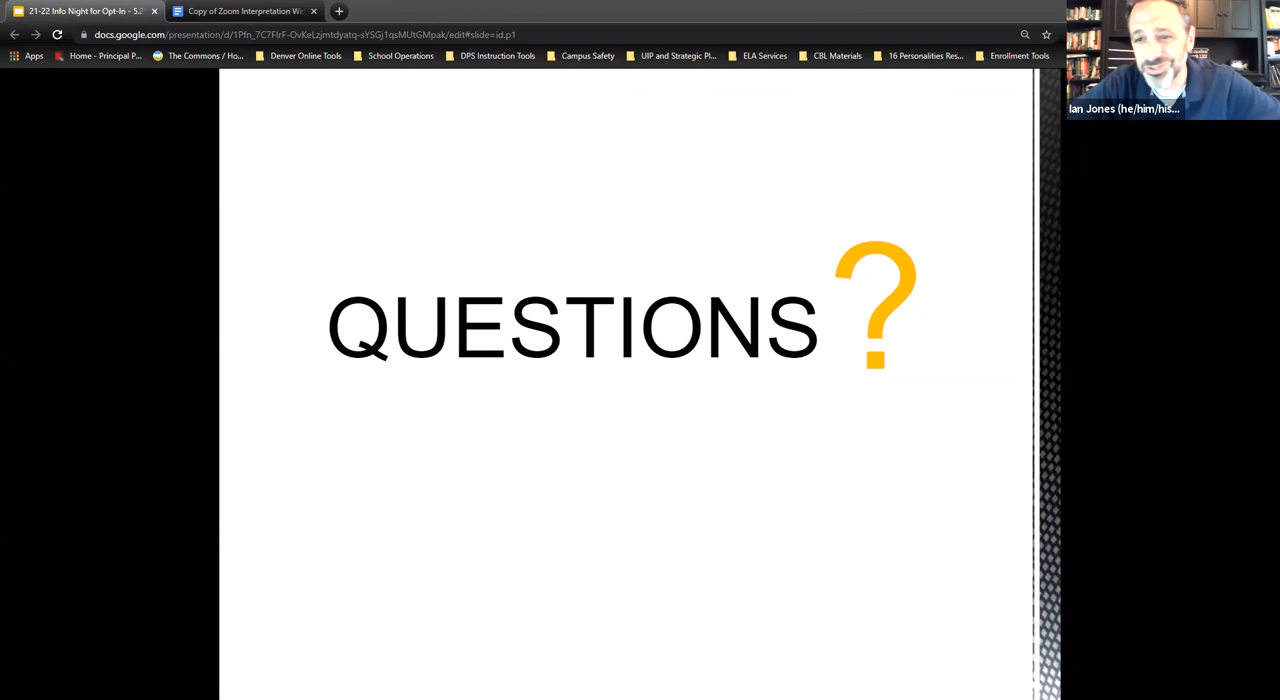 21-22 Info Night for Opt-In - 5.2
Copy of Zoom Interpretation We
docs.google.com/presentation/d/1Pfn_7C7FIrF-OvKeLzjmtdyatq-sYSGj1qsMUtGMpak/edit#slide=id.p1
Apps
Home - Principal P...
The Commons / Ho...
Denver Online Tools
School Operations
DPS Instruction Tools
Campus Safety
UIP and Strategic Pl...
ELA Services
CBL Materials
16 Personalities Res...
Enrollment Tools
Ian Jones (he/him/his...
QUESTIONS?